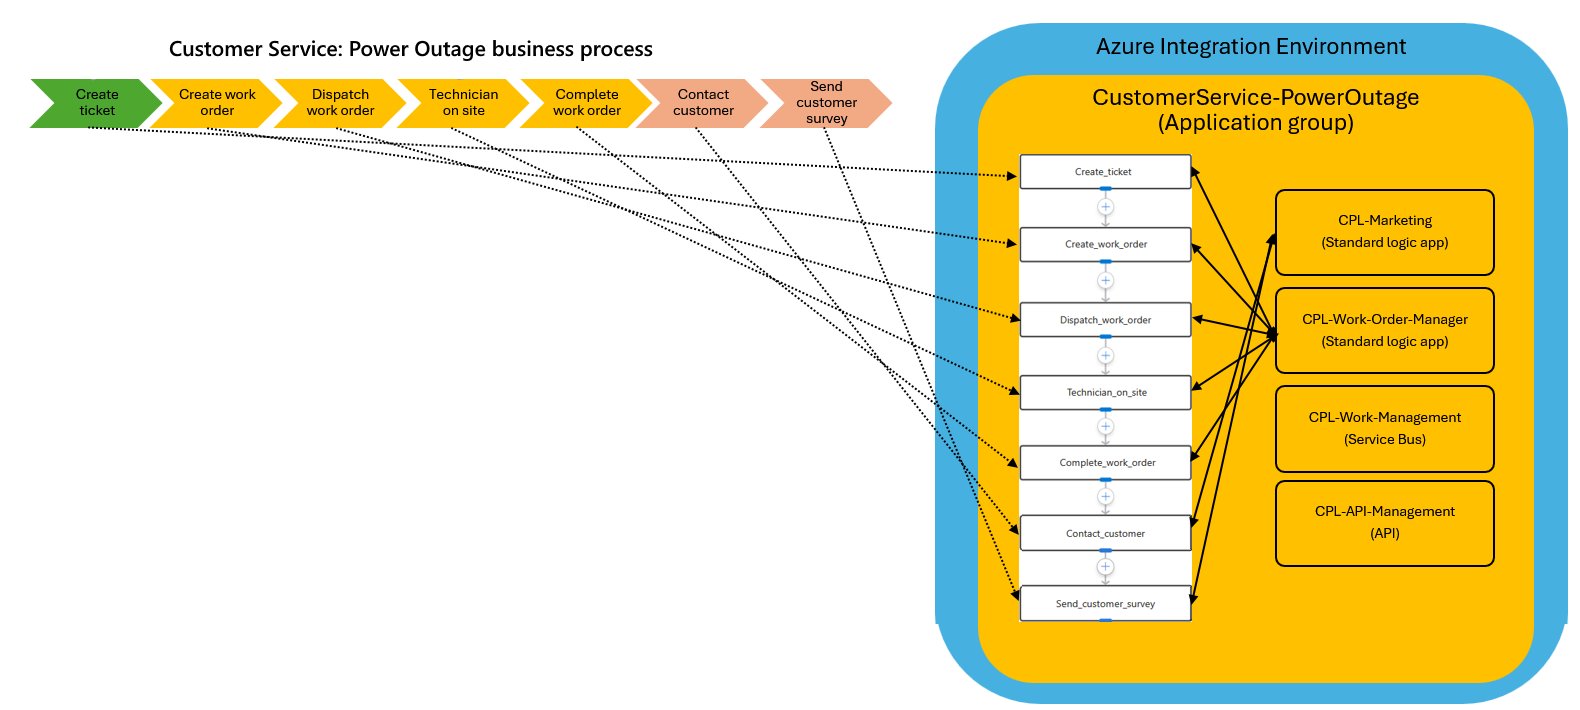 Customer Service: Power Outage business process
Create
ticket
Create work
order
Dispatch
work order
Technician
on site
Complete
work order
Contact
customer
Send
customer
survey
Azure Integration Environment
CustomerService-PowerOutage
(Application group)
Create_ticket
Create_work_order
Dispatch_work_order
Technician_on_site
Complete_work_order
Contact_customer
Send_customer_survey
CPL-Marketing
(Standard logic app)
CPL-Work-Order-Manager
(Standard logic app)
CPL-Work-Management
(Service Bus)
CPL-API-Management
(API)